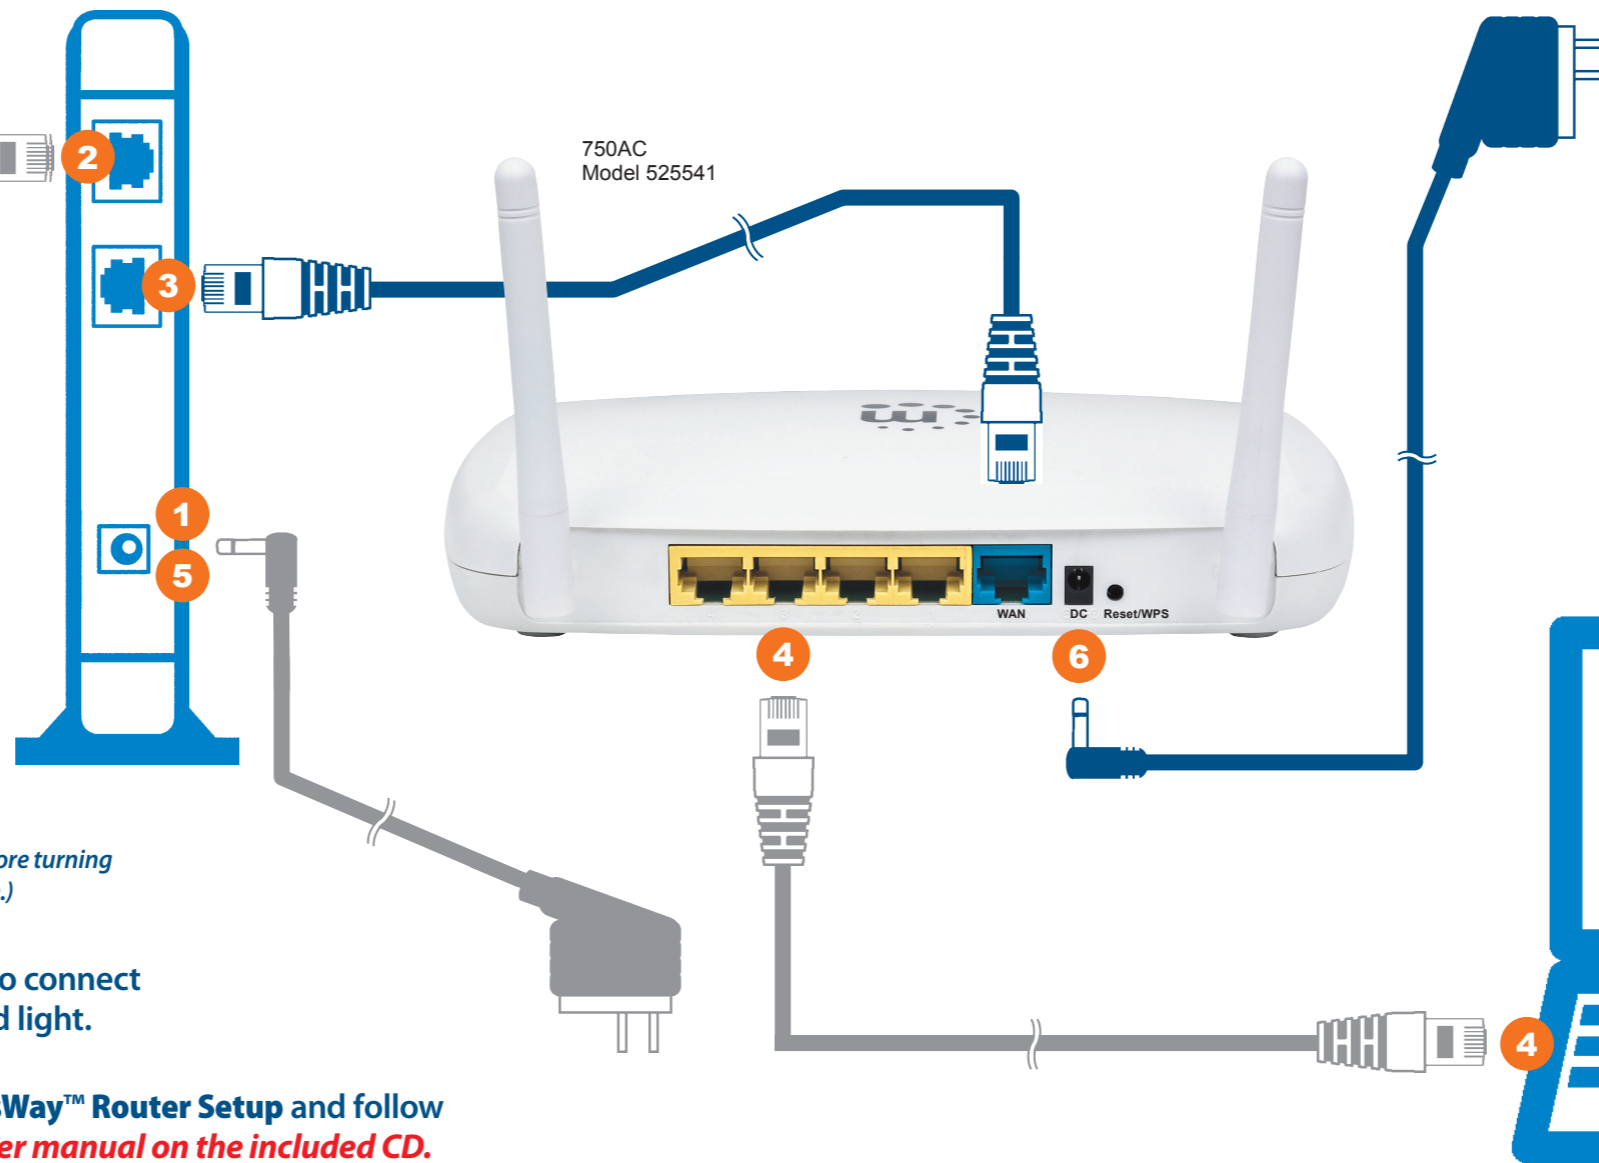 750AC
Model 525541
2
3
1
5
WAN
DC
Reset/WPS
4
6
4
ore turning
.)
o connect
d light.
sWay™ Router Setup and follow
er manual on the included CD.